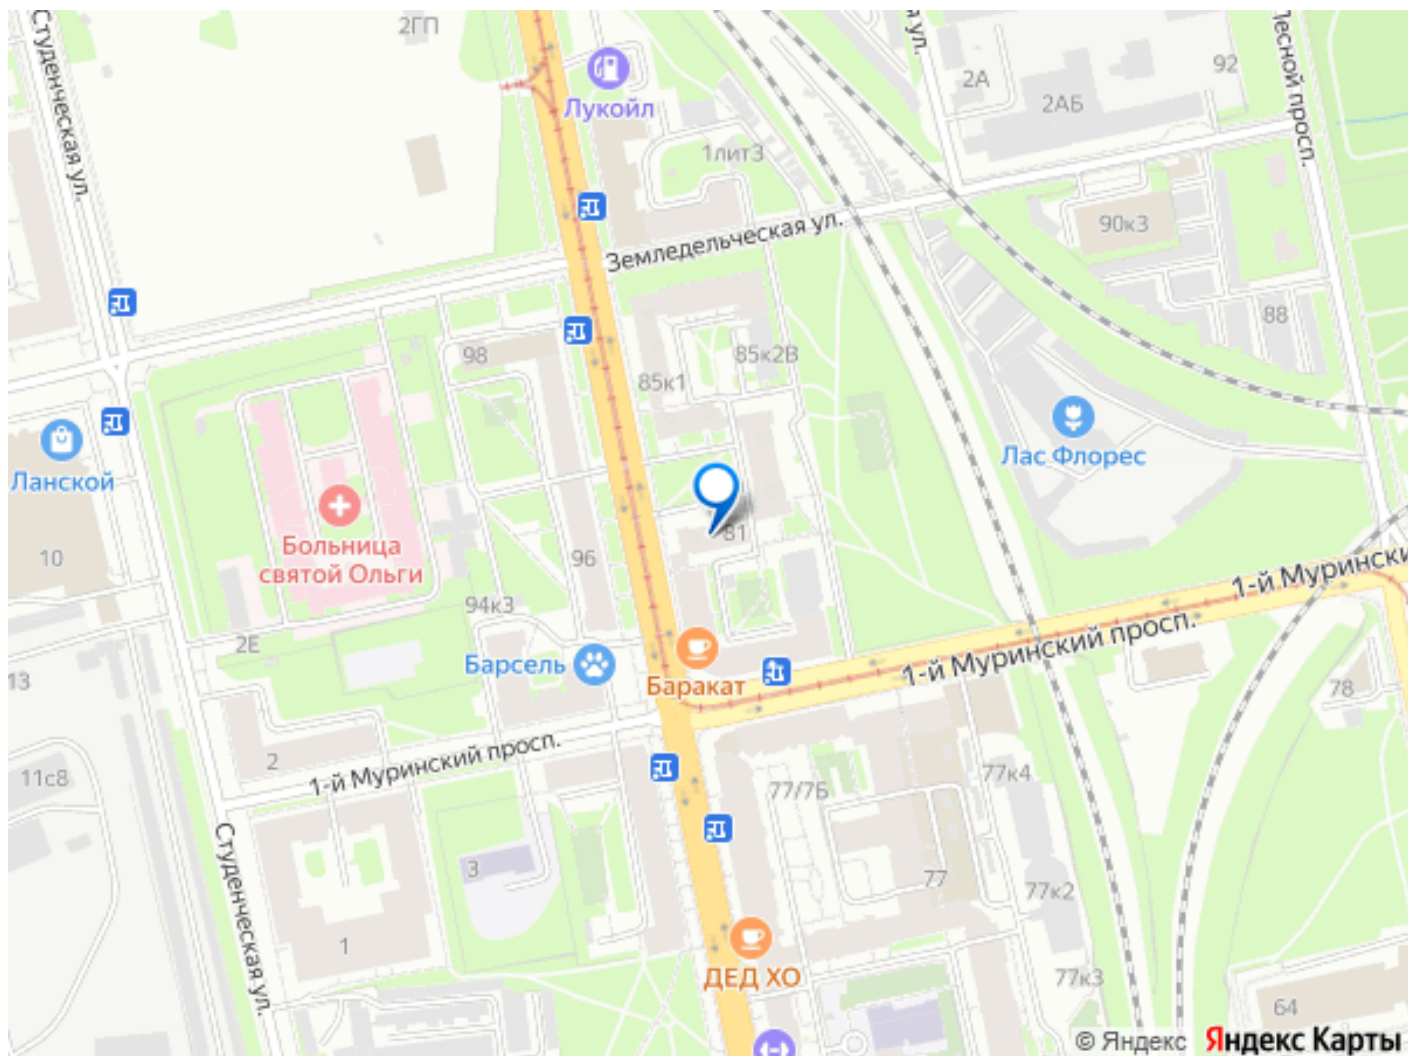 Студенческая ул.
2ГП
Лукойл
я ул.
Лесной просп.
92
2А
2АБ
1лит3
90к3
Земледельческая ул.
88
98
85к2В
85к1
Ланской
Лас Флорес
10
Больница
святой Ольги
96
81
94к3
2Е
1-й Мурински
1-й Муринский просп.
Барсель
Баракат
13
78
2
1-й Муринский просп.
11с8
77/7Б
77к4
Студенческая ул.
3
77
77к2
1
ДЕД ХО
77к3
64
© Яндекс Яндекс Карты